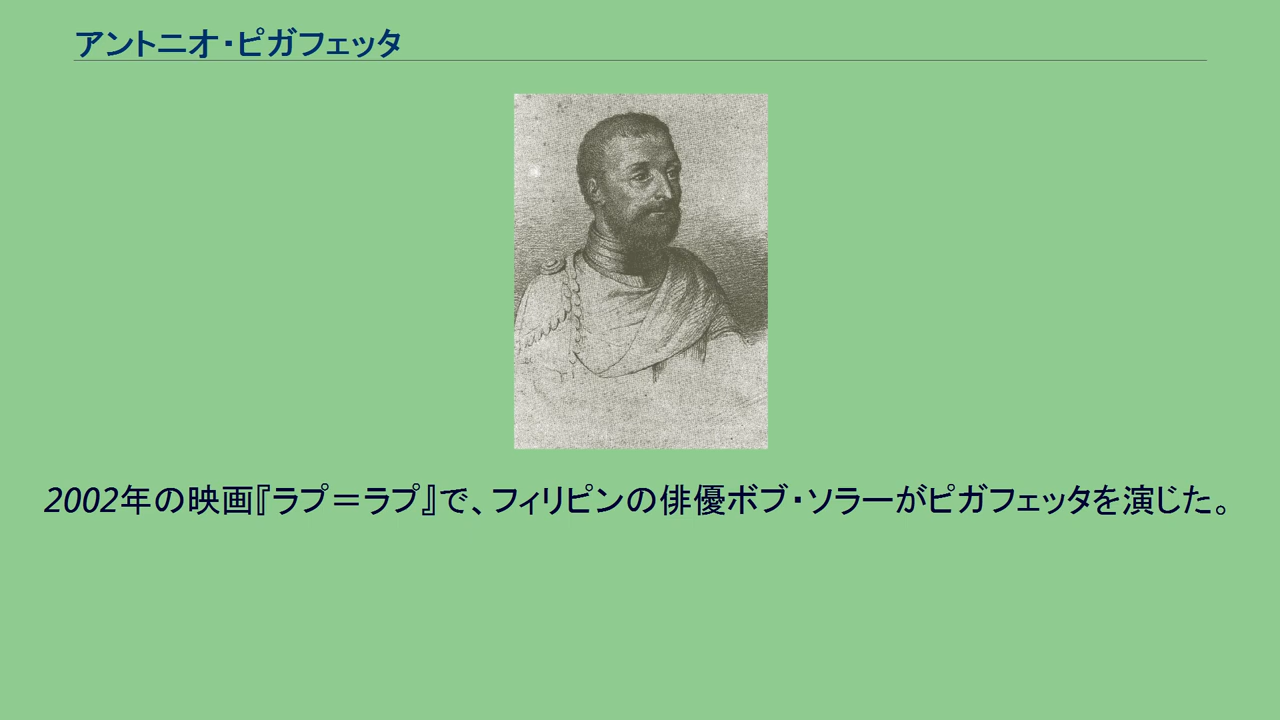 アントニオ・ピガフェッタ
2002年の映画『ラプ＝ラプ』で、フィリピンの俳優ボブ・ソラーがピガフェッタを演じた。